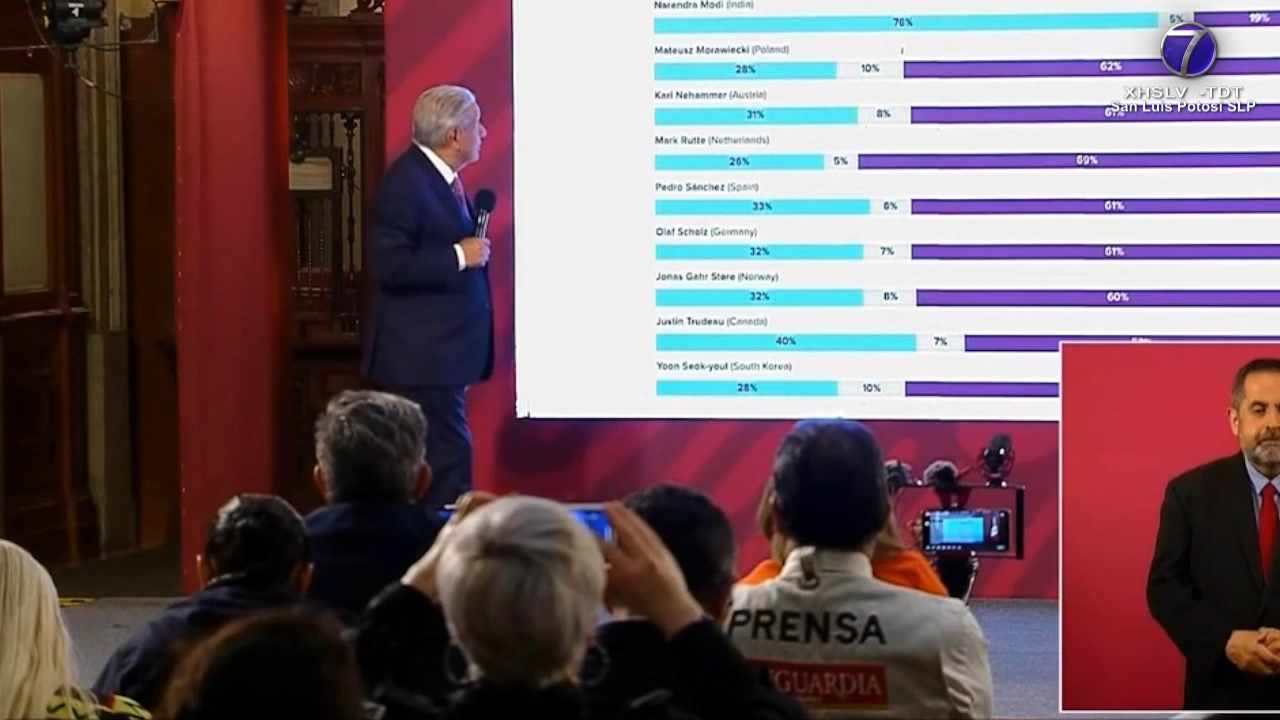 Narendra Modi (India)
76% 5% 19%
Mateusz Morawiecki (Poland)
28% 10% 62%
7
XHSLV -TDT
San Luis Potosí SLP
Karl Nehammer (Austria)
31% 8% 61%
Mark Rutte (Netherlands)
26% 5% 69%
Pedro Sánchez (Spain)
33% 6% 61%
Olaf Scholz (Germany)
32% 7% 61%
Jonas Gahr Støre (Norway)
32% 8% 60%
Justin Trudeau (Canada)
40% 7%
Yoon Seok-youl (South Korea)
28% 10%
PRENSA
GUARDIA